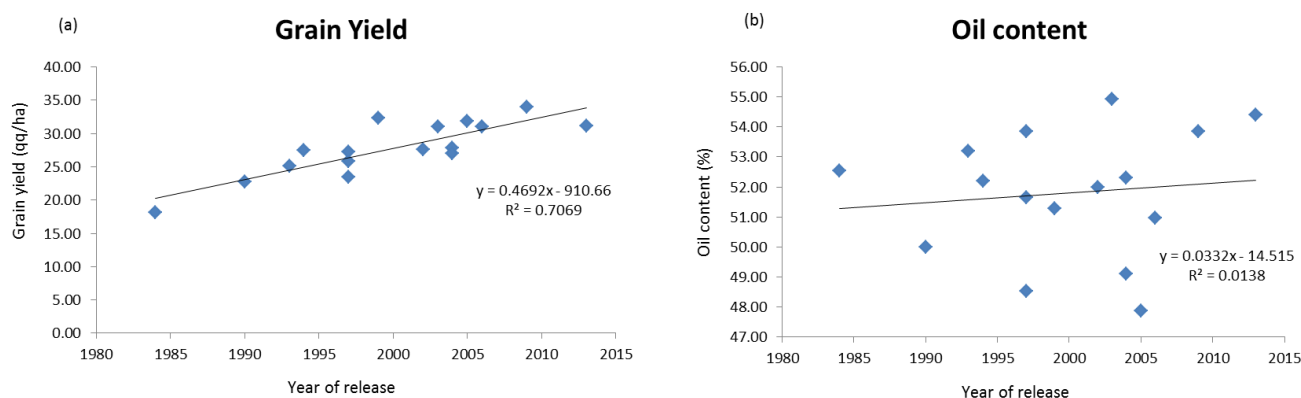 (a)
Grain Yield
Grain yield (qq/ha)
40.00
35.00
30.00
25.00
20.00
15.00
10.00
5.00
0.00
y = 0.4692x - 910.66
R² = 0.7069
1980 1985 1990 1995 2000 2005 2010 2015
Year of release
(b)
Oil content
Oil content (%)
56.00
55.00
54.00
53.00
52.00
51.00
50.00
49.00
48.00
47.00
y = 0.0332x - 14.515
R² = 0.0138
1980 1985 1990 1995 2000 2005 2010 2015
Year of release